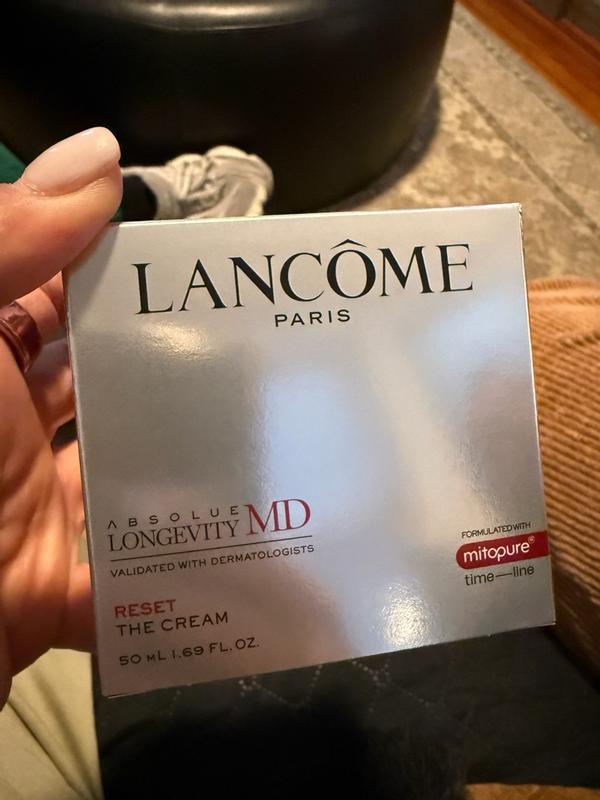 LANCÔME
PARIS
ABSOLUE
LONGEVITY MD
VALIDATED WITH DERMATOLOGISTS
RESET
THE CREAM
50 mL 1.69 FL. OZ.
FORMULATED WITH
mitopure®
time—line